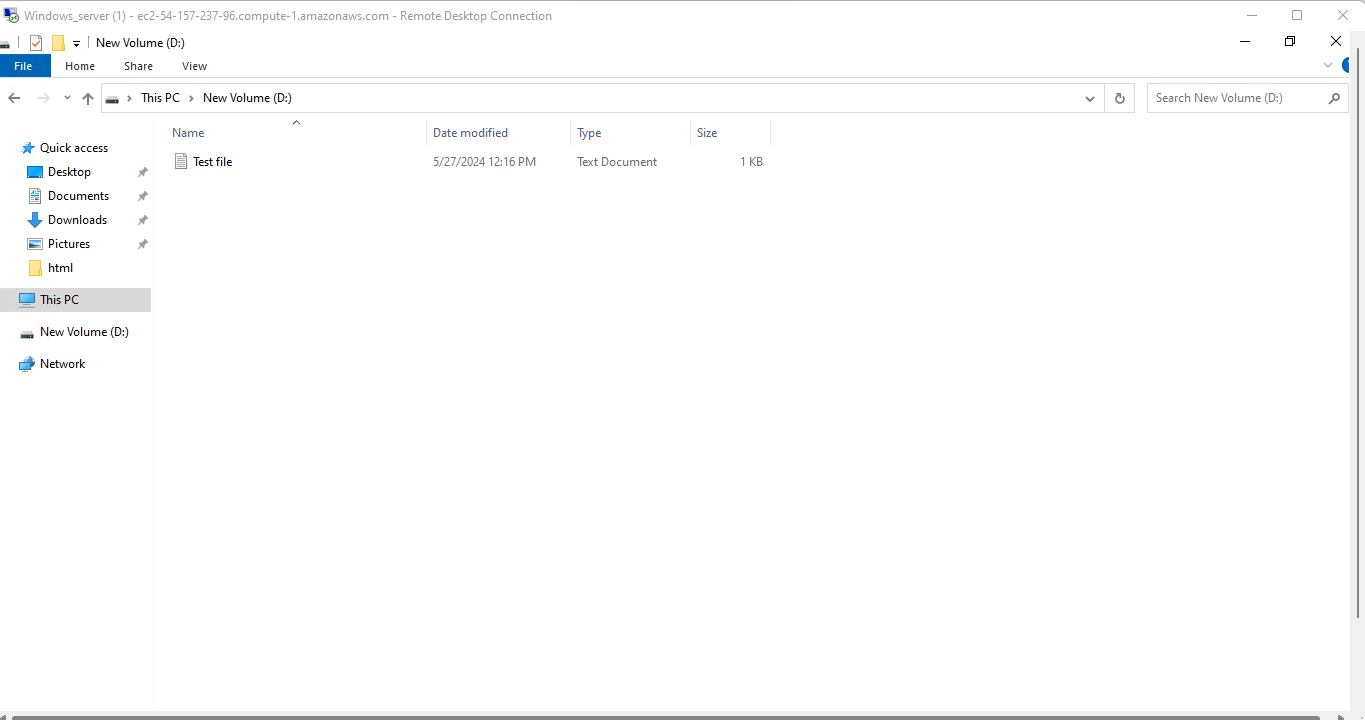 Windows_server (1) - ec2-54-157-237-96.compute-1.amazonaws.com - Remote Desktop Connection
New Volume (D:)
File Home Share View
This PC New Volume (D:) Search New Volume (D:)
Name Date modified Type Size
Test file 5/27/2024 12:16 PM Text Document 1 KB
Quick access
Desktop
Documents
Downloads
Pictures
html
This PC
New Volume (D:)
Network